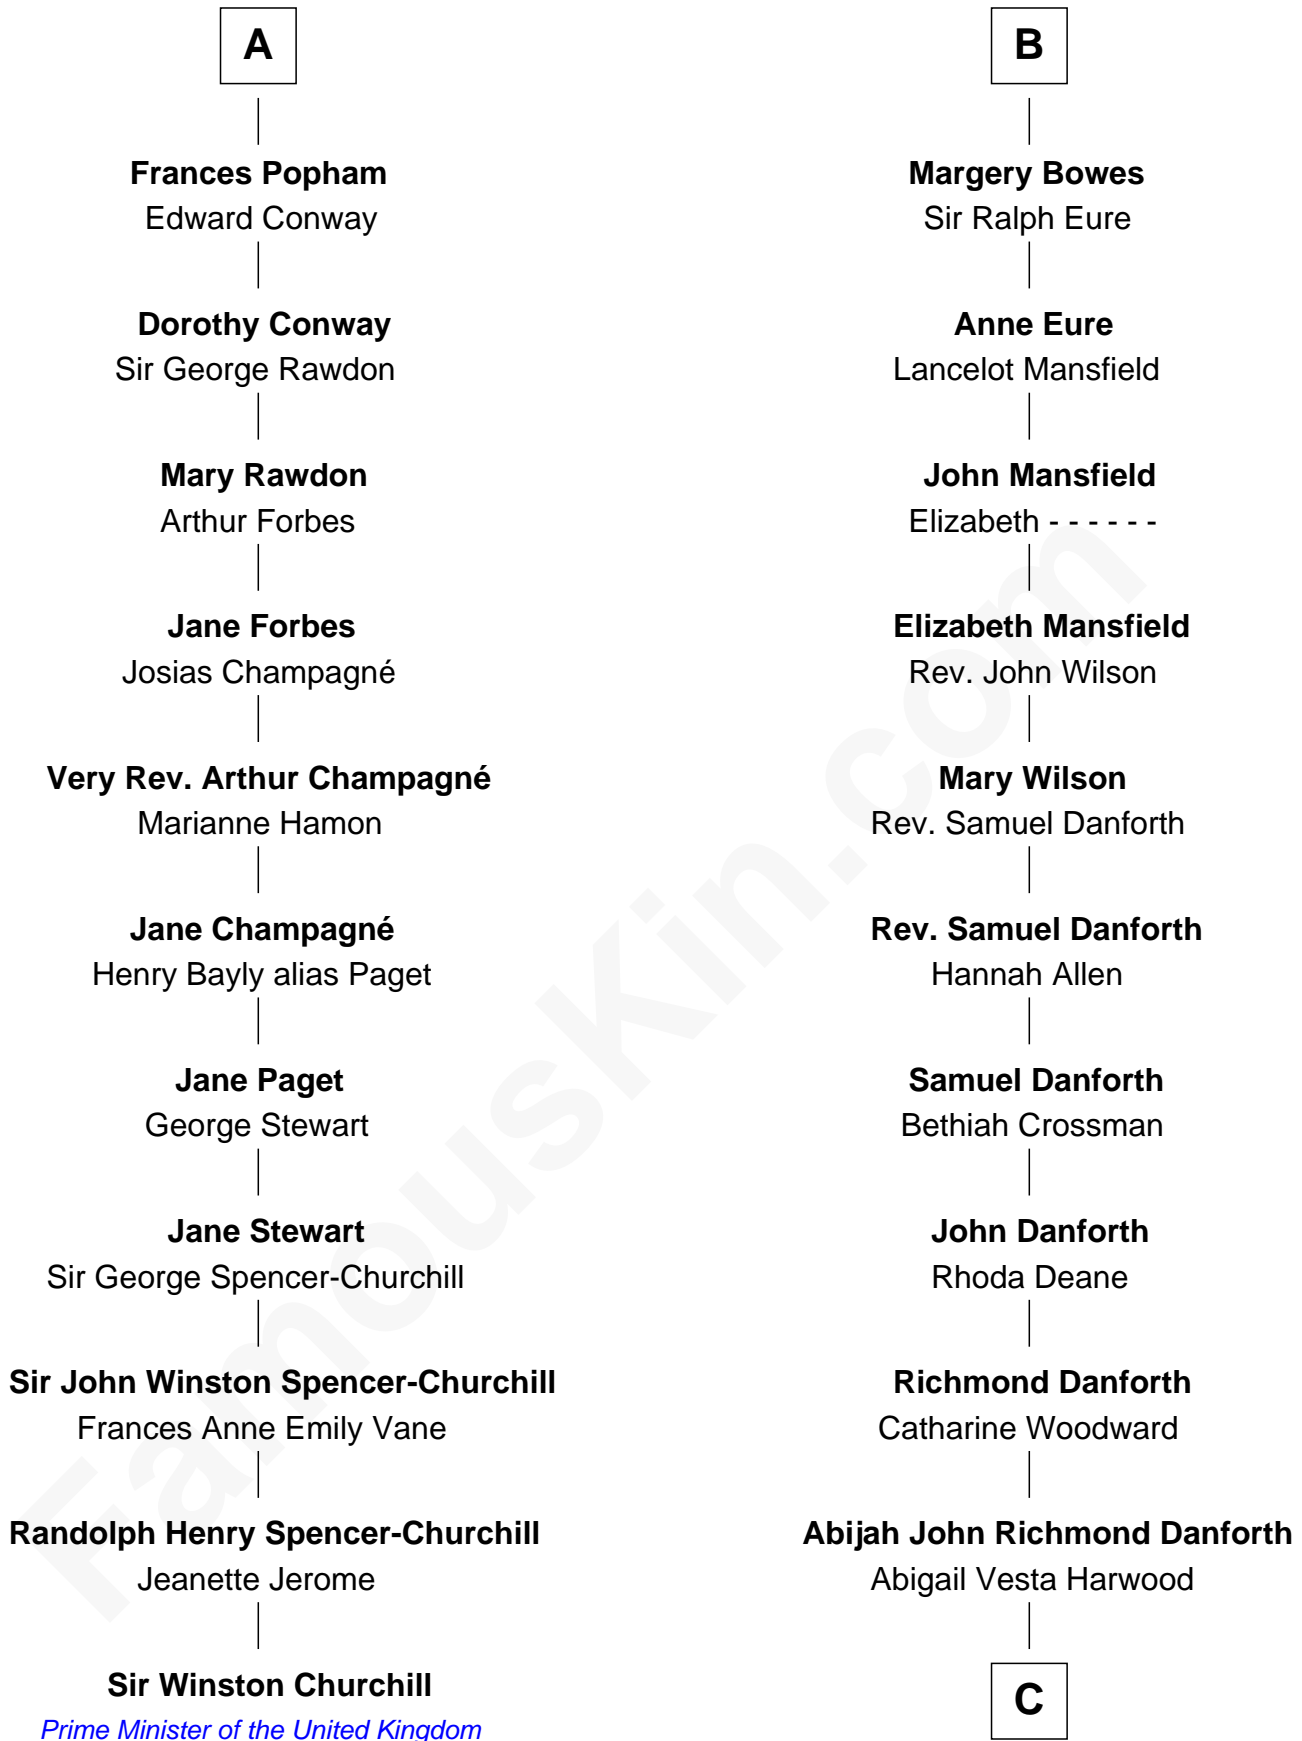 A
Frances Popham
Edward Conway
Dorothy Conway
Sir George Rawdon
Mary Rawdon
Arthur Forbes
Jane Forbes
Josias Champagné
Very Rev. Arthur Champagné
Marianne Hamon
Jane Champagné
Henry Bayly alias Paget
Jane Paget
George Stewart
Jane Stewart
Sir George Spencer-Churchill
Sir John Winston Spencer-Churchill
Frances Anne Emily Vane
Randolph Henry Spencer-Churchill
Jeanette Jerome
Sir Winston Churchill
Prime Minister of the United Kingdom
B
Margery Bowes
Sir Ralph Eure
Anne Eure
Lancelot Mansfield
John Mansfield
Elizabeth - - - - - -
Elizabeth Mansfield
Rev. John Wilson
Mary Wilson
Rev. Samuel Danforth
Rev. Samuel Danforth
Hannah Allen
Samuel Danforth
Bethiah Crossman
John Danforth
Rhoda Deane
Richmond Danforth
Catharine Woodward
Abijah John Richmond Danforth
Abigail Vesta Harwood
C
FamousKin.com